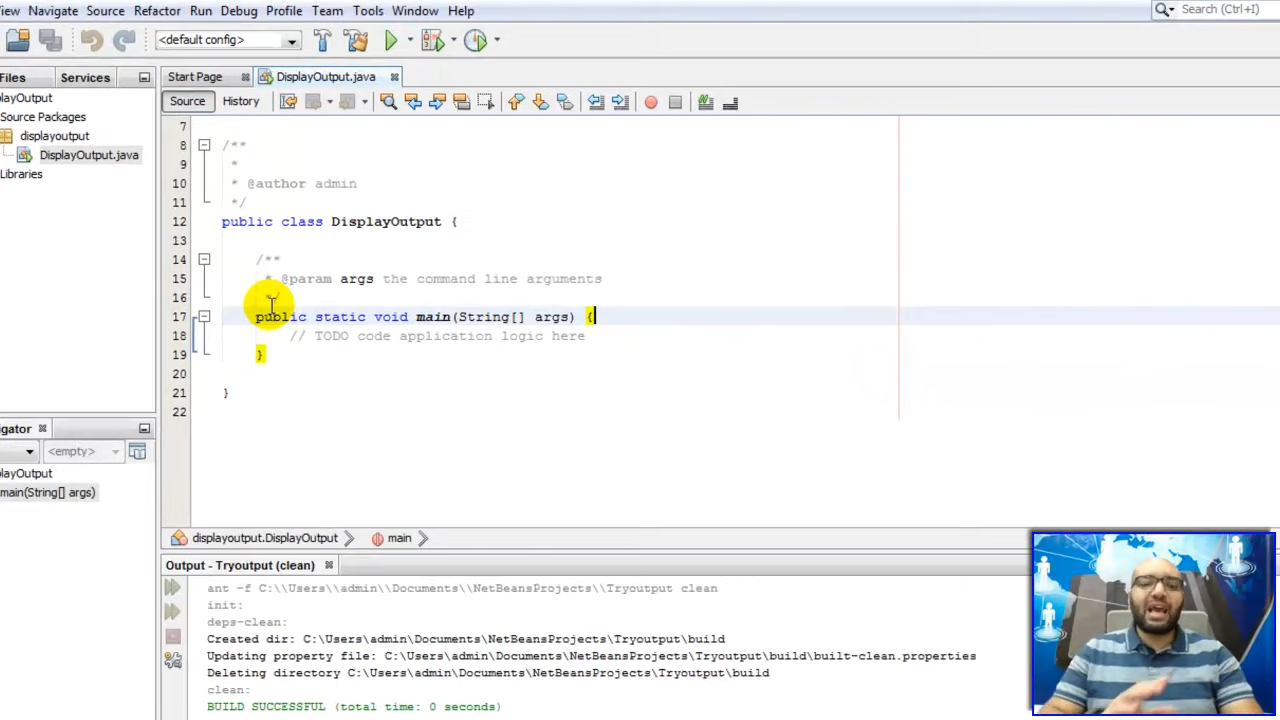 View Navigate Source Refactor Run Debug Profile Team Tools Window Help
Search (Ctrl+I)
<default config>
Files Services
Start Page DisplayOutput.java
Source History
layOutput
Source Packages
displayoutput
DisplayOutput.java
Libraries
7
8 /**
9 *
10 * @author admin
11 */
12 public class DisplayOutput {
13
14 /**
15 * @param args the command line arguments
16 */
17 public static void main(String[] args) {
18 // TODO code application logic here
19 }
20
21 }
22
igator
<empty>
layOutput
main(String[] args)
displayoutput.DisplayOutput main
Output - Tryoutput (clean)
ant -f C:\\Users\\admin\\Documents\\NetBeansProjects\\Tryoutput clean
init:
deps-clean:
Created dir: C:\Users\admin\Documents\NetBeansProjects\Tryoutput\build
Updating property file: C:\Users\admin\Documents\NetBeansProjects\Tryoutput\build\built-clean.properties
Deleting directory C:\Users\admin\Documents\NetBeansProjects\Tryoutput\build
clean:
BUILD SUCCESSFUL (total time: 0 seconds)